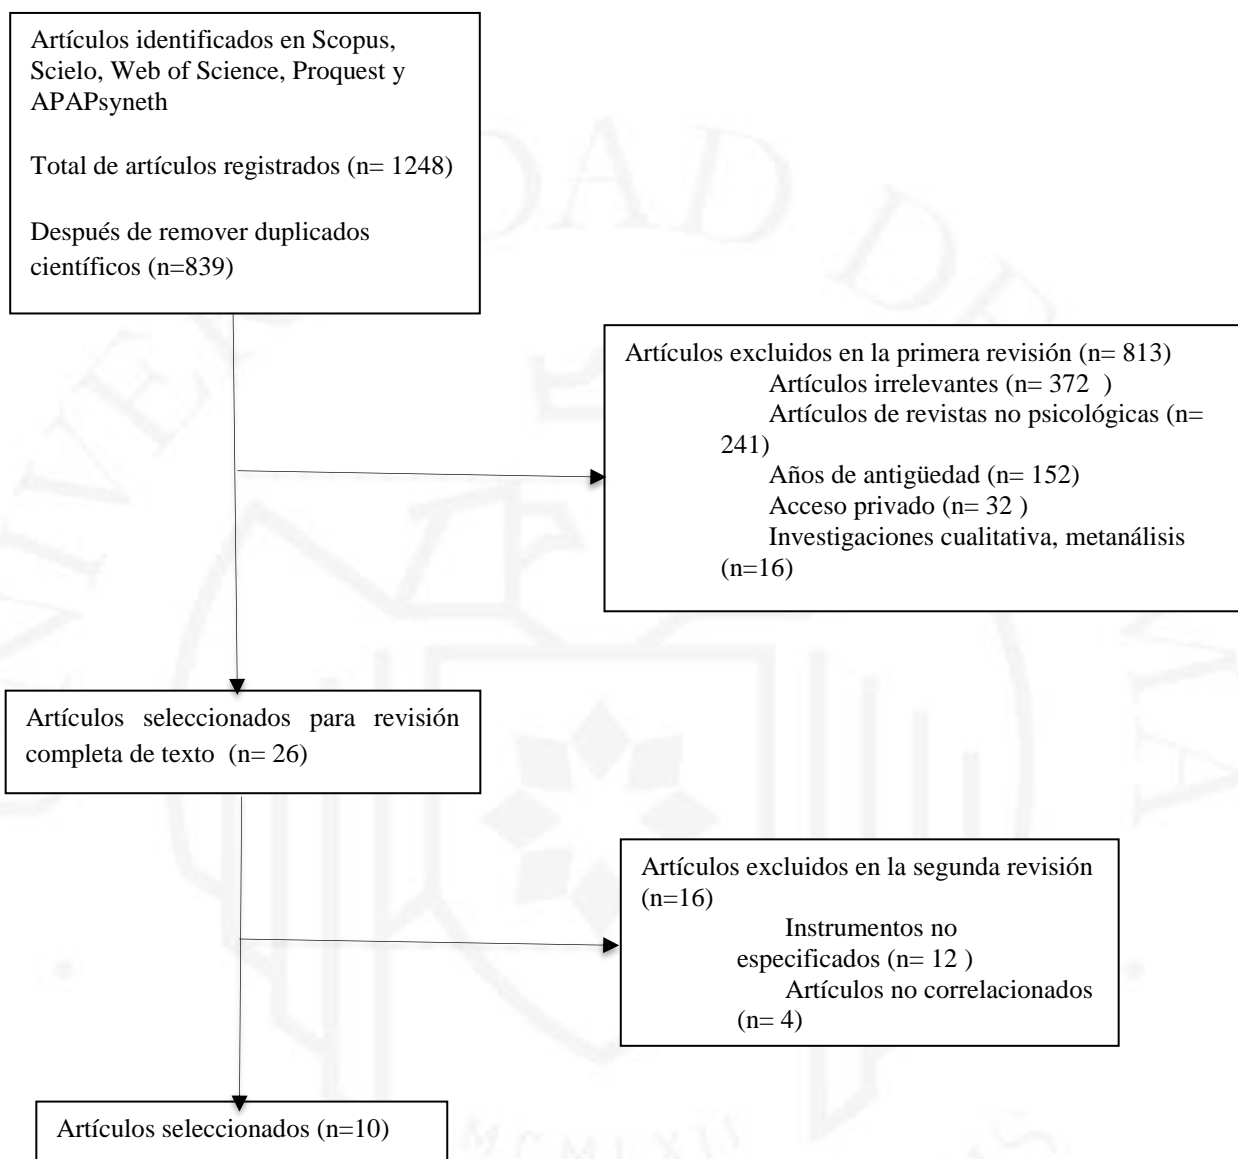 Artículos identificados en Scopus,
Scielo, Web of Science, Proquest y
APAPsyneth
Total de artículos registrados (n= 1248)
Después de remover duplicados
científicos (n=839)
Artículos excluidos en la primera revisión (n= 813)
Artículos irrelevantes (n= 372 )
Artículos de revistas no psicológicas (n=
241)
Años de antigüedad (n= 152)
Acceso privado (n= 32 )
Investigaciones cualitativa, metanálisis
(n=16)
Artículos seleccionados para revisión
completa de texto (n= 26)
Artículos excluidos en la segunda revisión
(n=16)
Instrumentos no
especificados (n= 12 )
Artículos no correlacionados
(n= 4)
Artículos seleccionados (n=10)